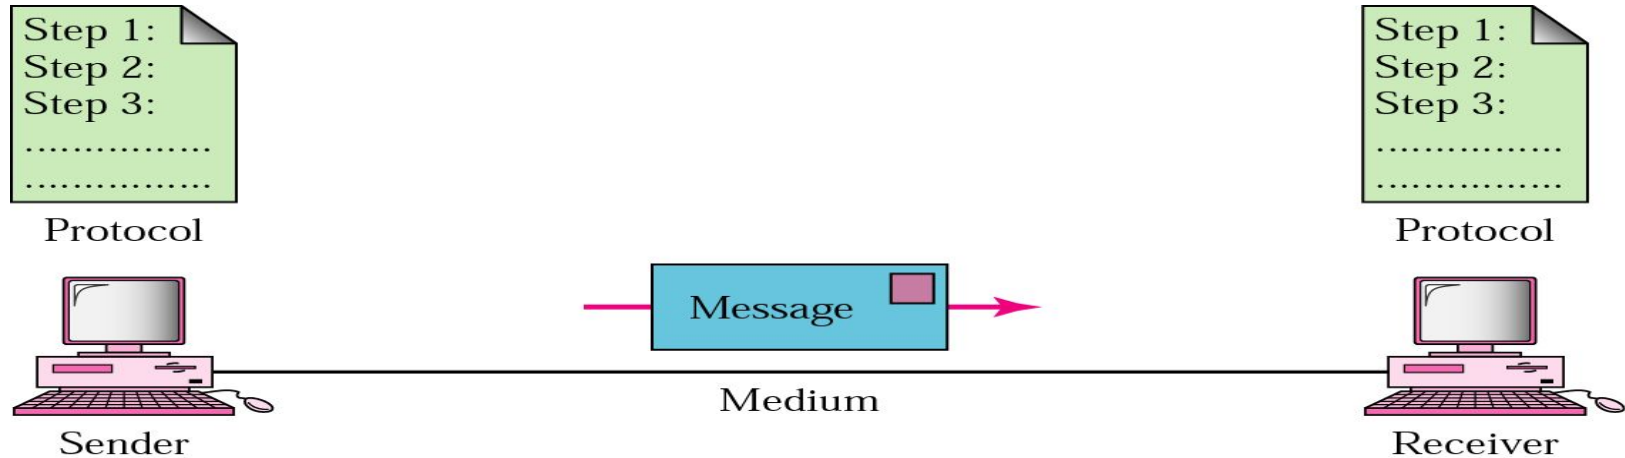 Step 1:
Step 2:
Step 3:
................
................
Protocol
Step 1:
Step 2:
Step 3:
................
................
Protocol
Message
Medium
Sender
Receiver